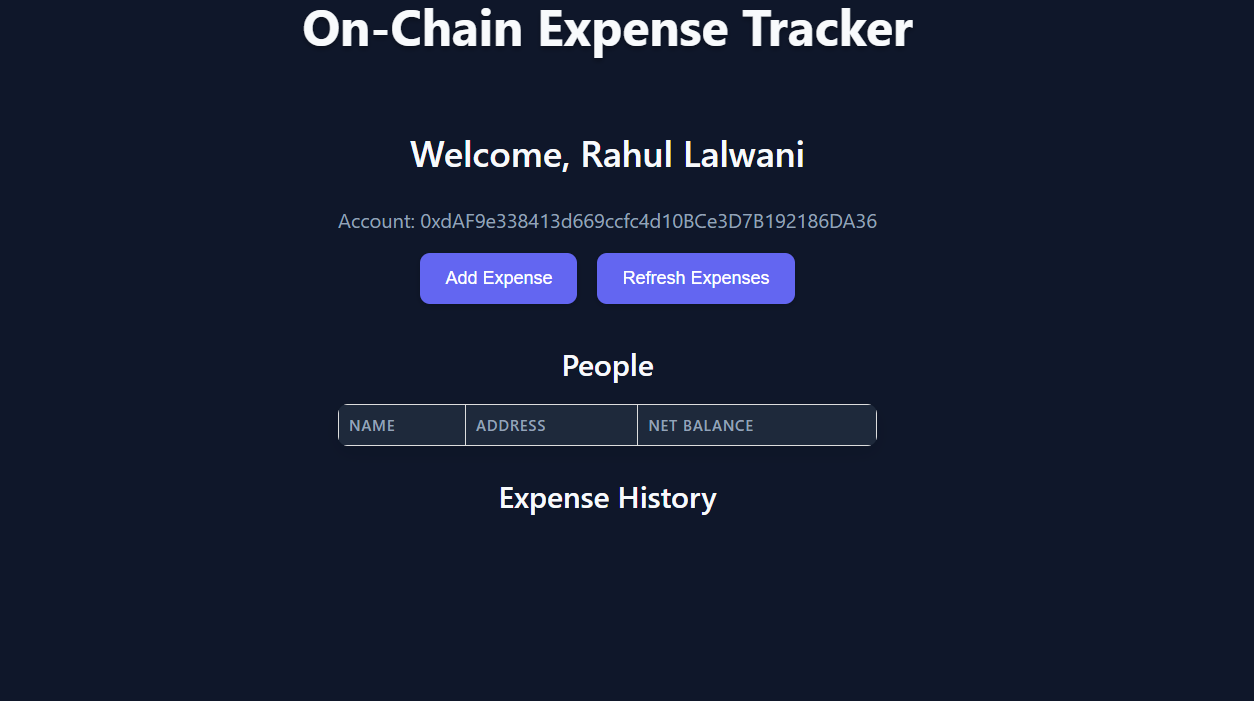 On-Chain Expense Tracker
Welcome, Rahul Lalwani
Account: 0xdAF9e338413d669ccfc4d10BCe3D7B192186DA36
Add Expense Refresh Expenses
People
NAME ADDRESS NET BALANCE
Expense History